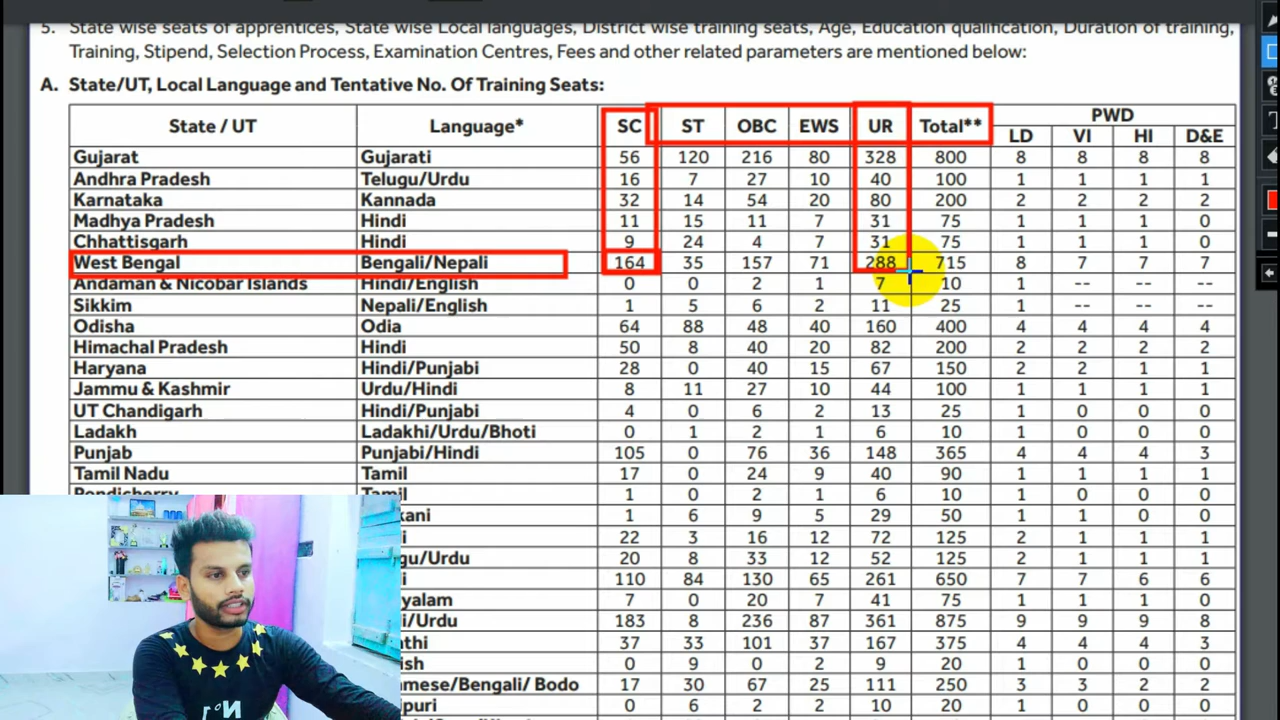 5. State wise seats of apprentices, State wise Local languages, District wise training seats, Age, Education qualification, Duration of training,
Training, Stipend, Selection Process, Examination Centres, Fees and other related parameters are mentioned below:
A. State/UT, Local Language and Tentative No. Of Training Seats:
State / UT Language* SC ST OBC EWS UR Total** PWD
LD VI HI D&E
Gujarat Gujarati 56 120 216 80 328 800 8 8 8 8
Andhra Pradesh Telugu/Urdu 16 7 27 10 40 100 1 1 1 1
Karnataka Kannada 32 14 54 20 80 200 2 2 2 2
Madhya Pradesh Hindi 11 15 11 7 31 75 1 1 1 0
Chhattisgarh Hindi 9 24 4 7 31 75 1 1 1 0
West Bengal Bengali/Nepali 164 35 157 71 288 715 8 7 7 7
Andaman & Nicobar Islands Hindi/English 0 0 2 1 7 10 1 -- -- --
Sikkim Nepali/English 1 5 6 2 11 25 1 -- -- --
Odisha Odia 64 88 48 40 160 400 4 4 4 4
Himachal Pradesh Hindi 50 8 40 20 82 200 2 2 2 2
Haryana Hindi/Punjabi 28 0 40 15 67 150 2 2 1 1
Jammu & Kashmir Urdu/Hindi 8 11 27 10 44 100 1 1 1 1
UT Chandigarh Hindi/Punjabi 4 0 6 2 13 25 1 0 0 0
Ladakh Ladakhi/Urdu/Bhoti 0 1 2 1 6 10 1 0 0 0
Punjab Punjabi/Hindi 105 0 76 36 148 365 4 4 4 3
Tamil Nadu Tamil 17 0 24 9 40 90 1 1 1 1
Pondicherry Tamil 1 0 2 1 6 10 1 0 0 0
kani 1 6 9 5 29 50 1 1 0 0
i 22 3 16 12 72 125 2 1 1 1
gu/Urdu 20 8 33 12 52 125 1 1 1 1
i 110 84 130 65 261 650 7 7 6 6
yalam 7 0 20 7 41 75 1 1 1 0
/Urdu 183 8 236 87 361 875 9 9 9 8
thi 37 33 101 37 167 375 4 4 4 3
ish 0 9 0 2 9 20 1 0 0 0
mese/Bengali/ Bodo 17 30 67 25 111 250 3 3 2 2
ipuri 0 6 2 2 10 20 1 0 0 0